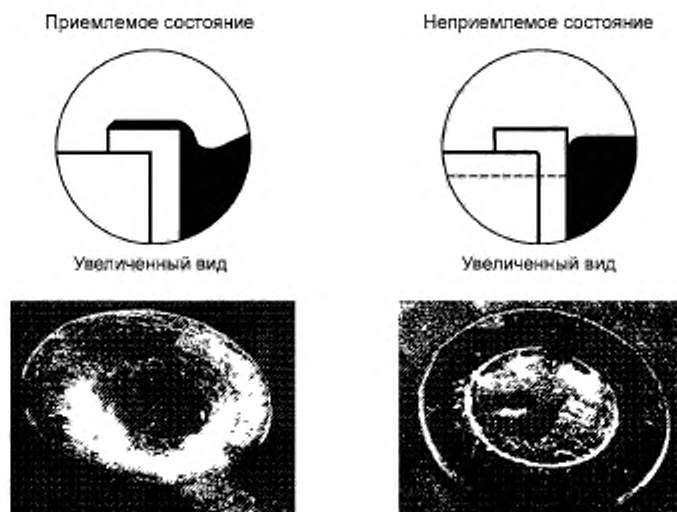 Приемлемое состояние
Неприемлемое состояние
Увеличенный вид
Увеличенный вид